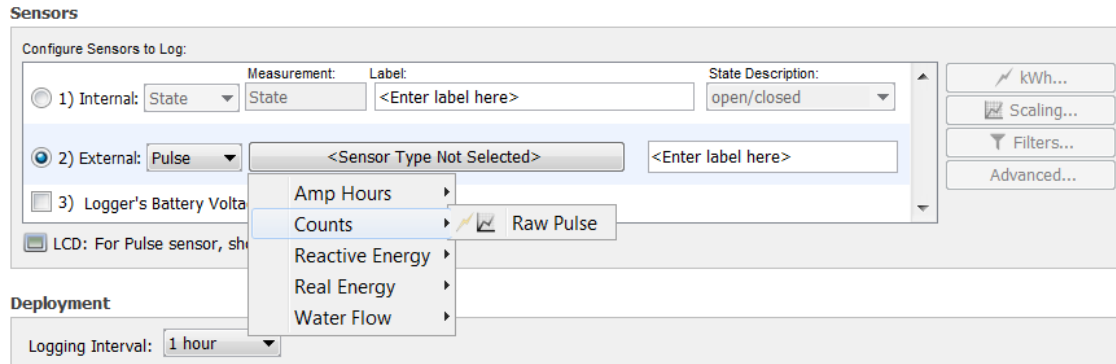 Sensors
Configure Sensors to Log:
Measurement: Label: State Description:
1) Internal: State State <Enter label here> open/closed
kWh...
Scaling...
2) External: Pulse <Sensor Type Not Selected> <Enter label here>
Filters...
Advanced...
Amp Hours
3) Logger's Battery
Counts Raw Pulse
LCD: For Pulse sensor,
Reactive Energy
Real Energy
Water Flow
Deployment
Logging Interval: 1 hour